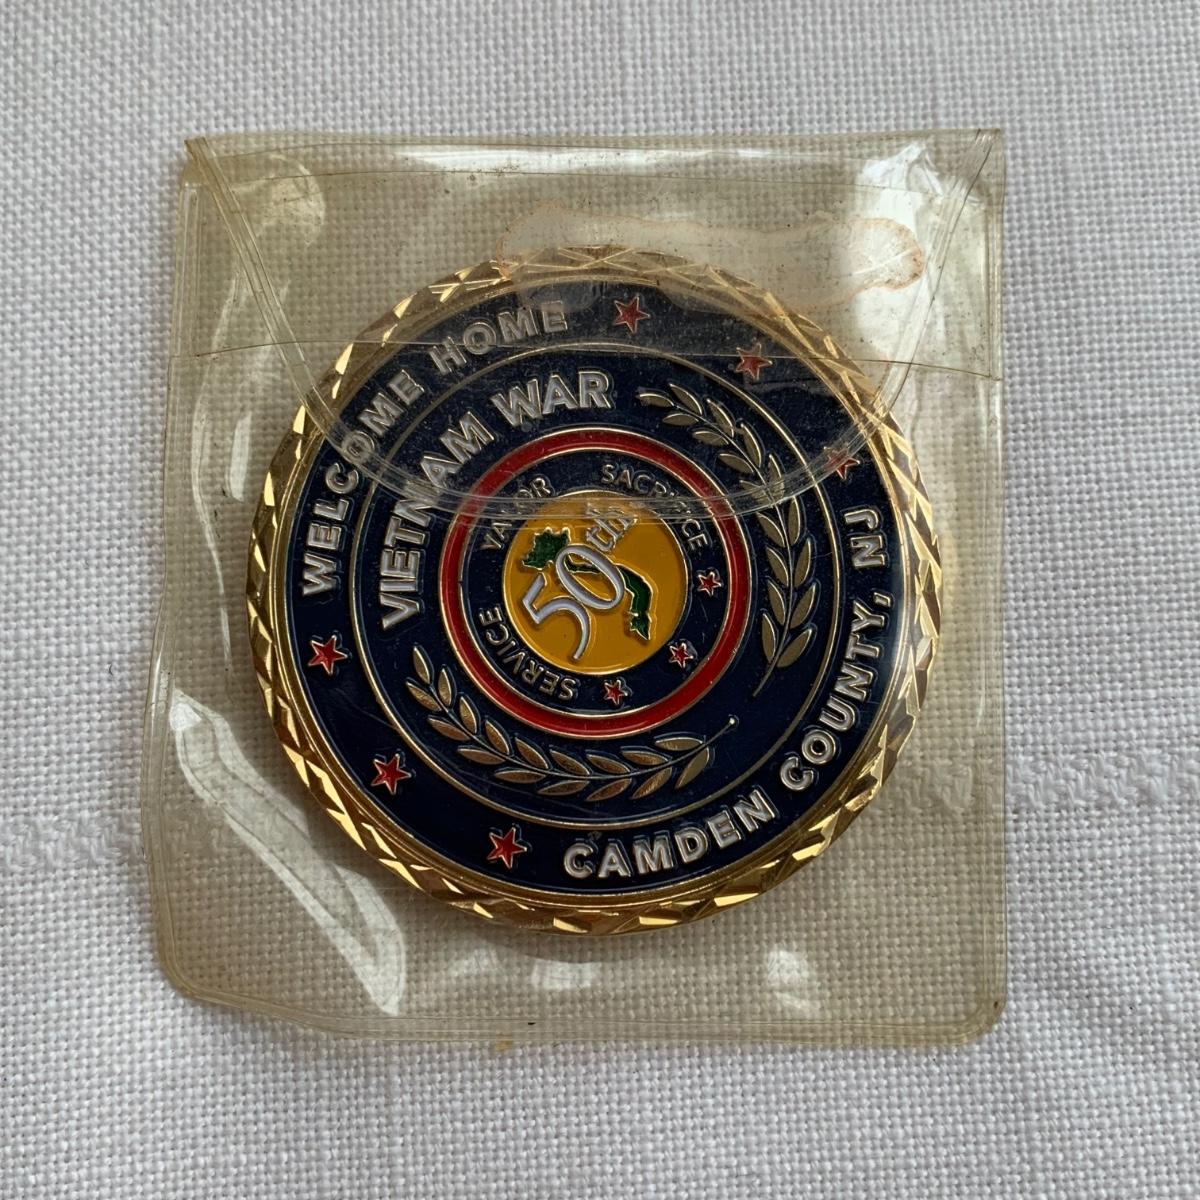 WELCOME HOME
VIETNAM WAR
VALOR
SACRIFICE
SERVICE
50th
CAMDEN COUNTY, NJ